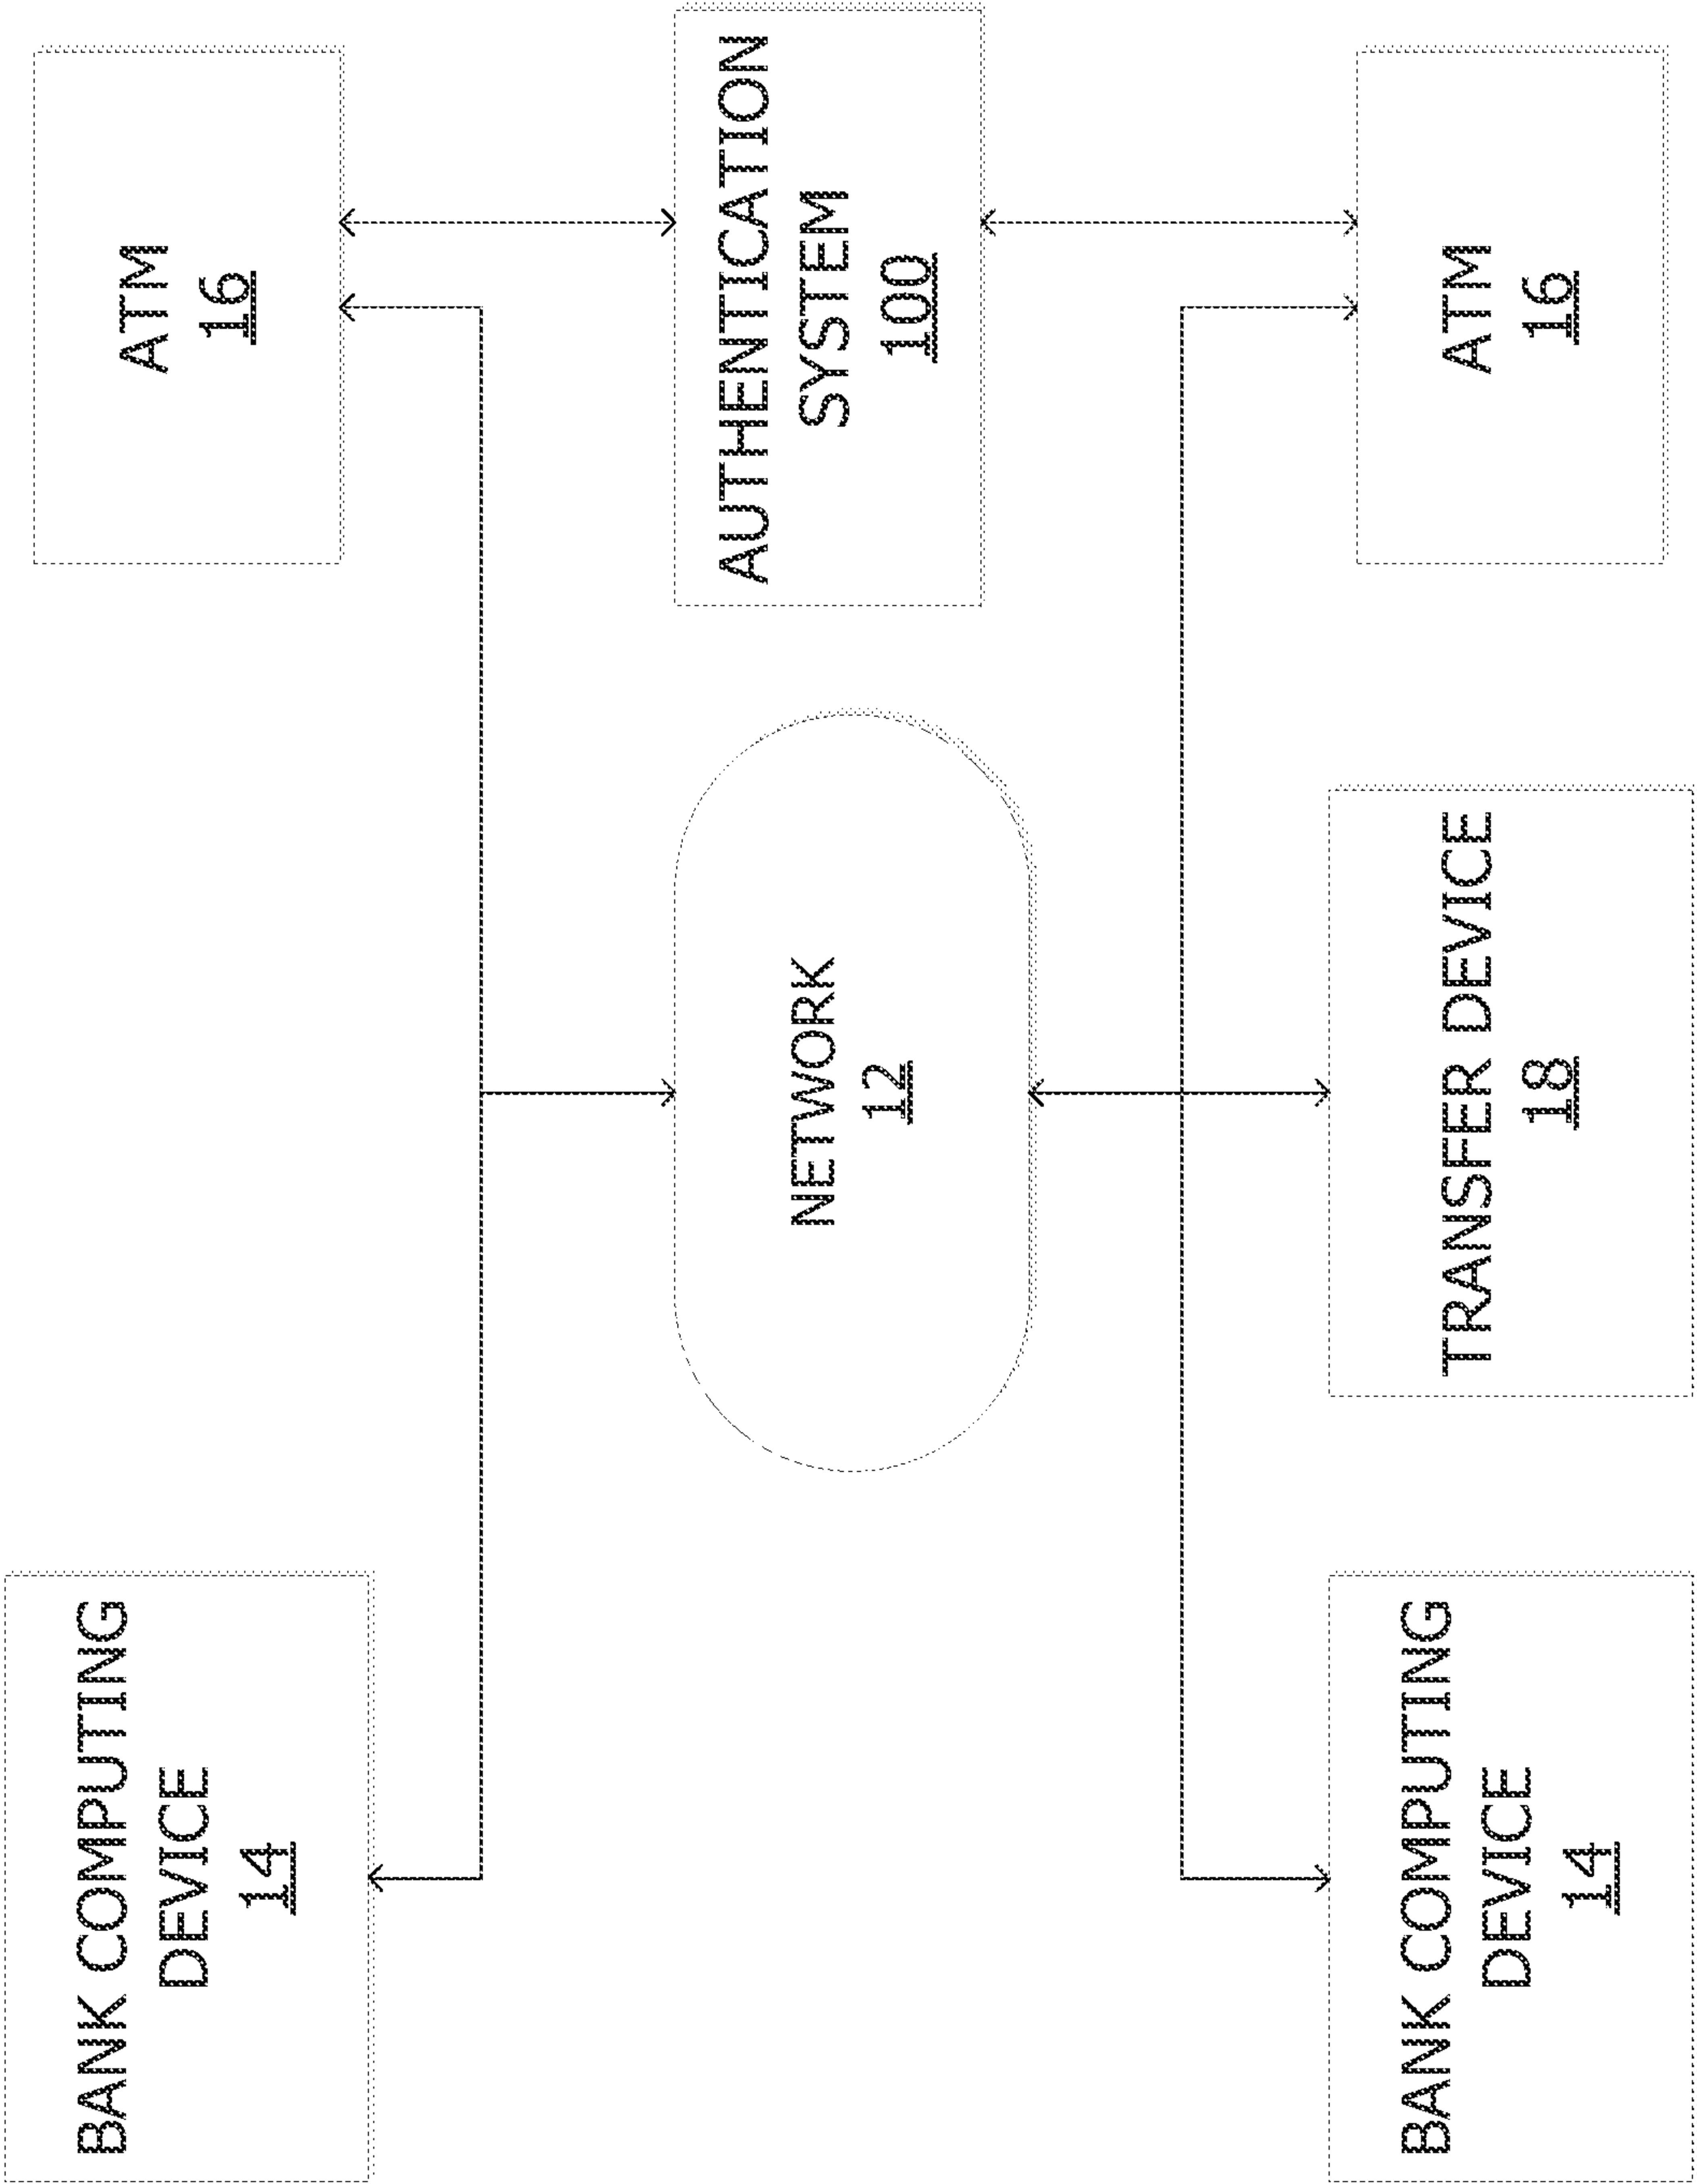 BANK COMPUTING
DEVICE
14
ATM
16
NETWORK
12
AUTHENTICATION
SYSTEM
100
BANK COMPUTING
DEVICE
14
TRANSFER DEVICE
18
ATM
16